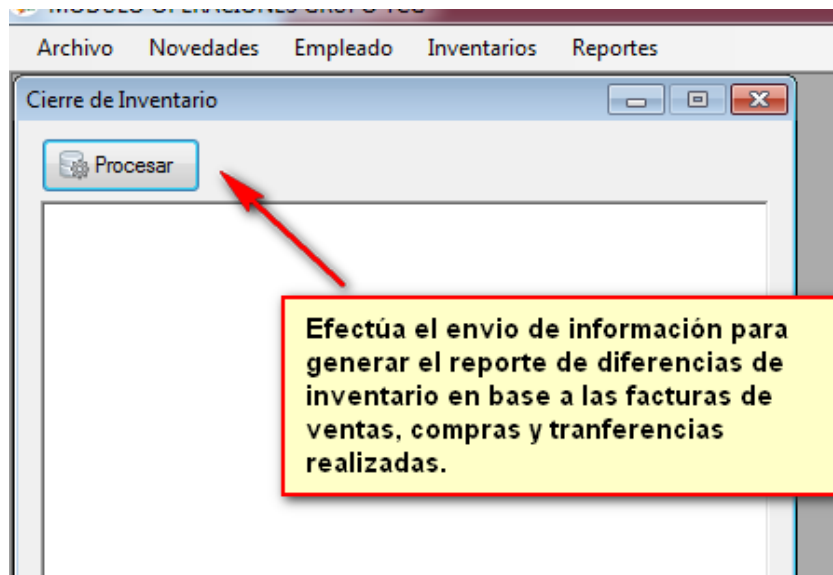 Archivo Novedades Empleado Inventarios Reportes
Cierre de Inventario
Procesar
Efectúa el envio de información para
generar el reporte de diferencias de
inventario en base a las facturas de
ventas, compras y tranferencias
realizadas.